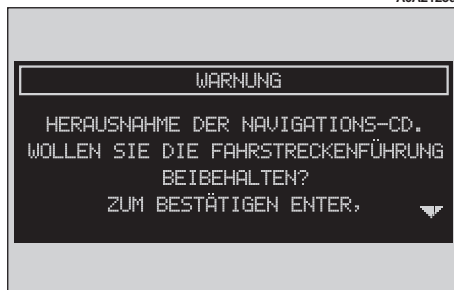 WARNUNG
HERAUSNAHME DER NAVIGATIONS-CD.
WOLLEN SIE DIE FAHRSTRECKENFÜHRUNG
BEIBEHALTEN?
ZUM BESTÄTIGEN ENTER,